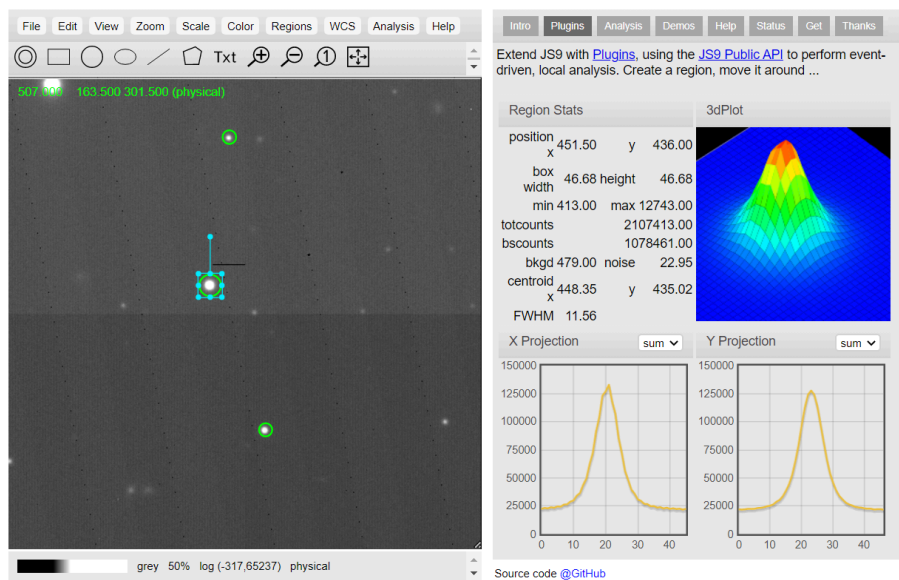 File Edit View Zoom Scale Color Regions WCS Analysis Help
Txt
1
507.000 163.500 301.500 (physical)
grey 50% log (-317,65237) physical
Intro Plugins Analysis Demos Help Status Get Thanks
Extend JS9 with Plugins, using the JS9 Public API to perform event-
driven, local analysis. Create a region, move it around ...
Region Stats
position x 451.50 y 436.00
box width 46.68 height 46.68
min 413.00 max 12743.00
totcounts 2107413.00
bscounts 1078461.00
bkgd 479.00 noise 22.95
centroid x 448.35 y 435.02
FWHM 11.56
3dPlot
X Projection sum
150000
125000
100000
75000
50000
25000
0
0 10 20 30 40
Y Projection sum
150000
125000
100000
75000
50000
25000
0
0 10 20 30 40
Source code @GitHub